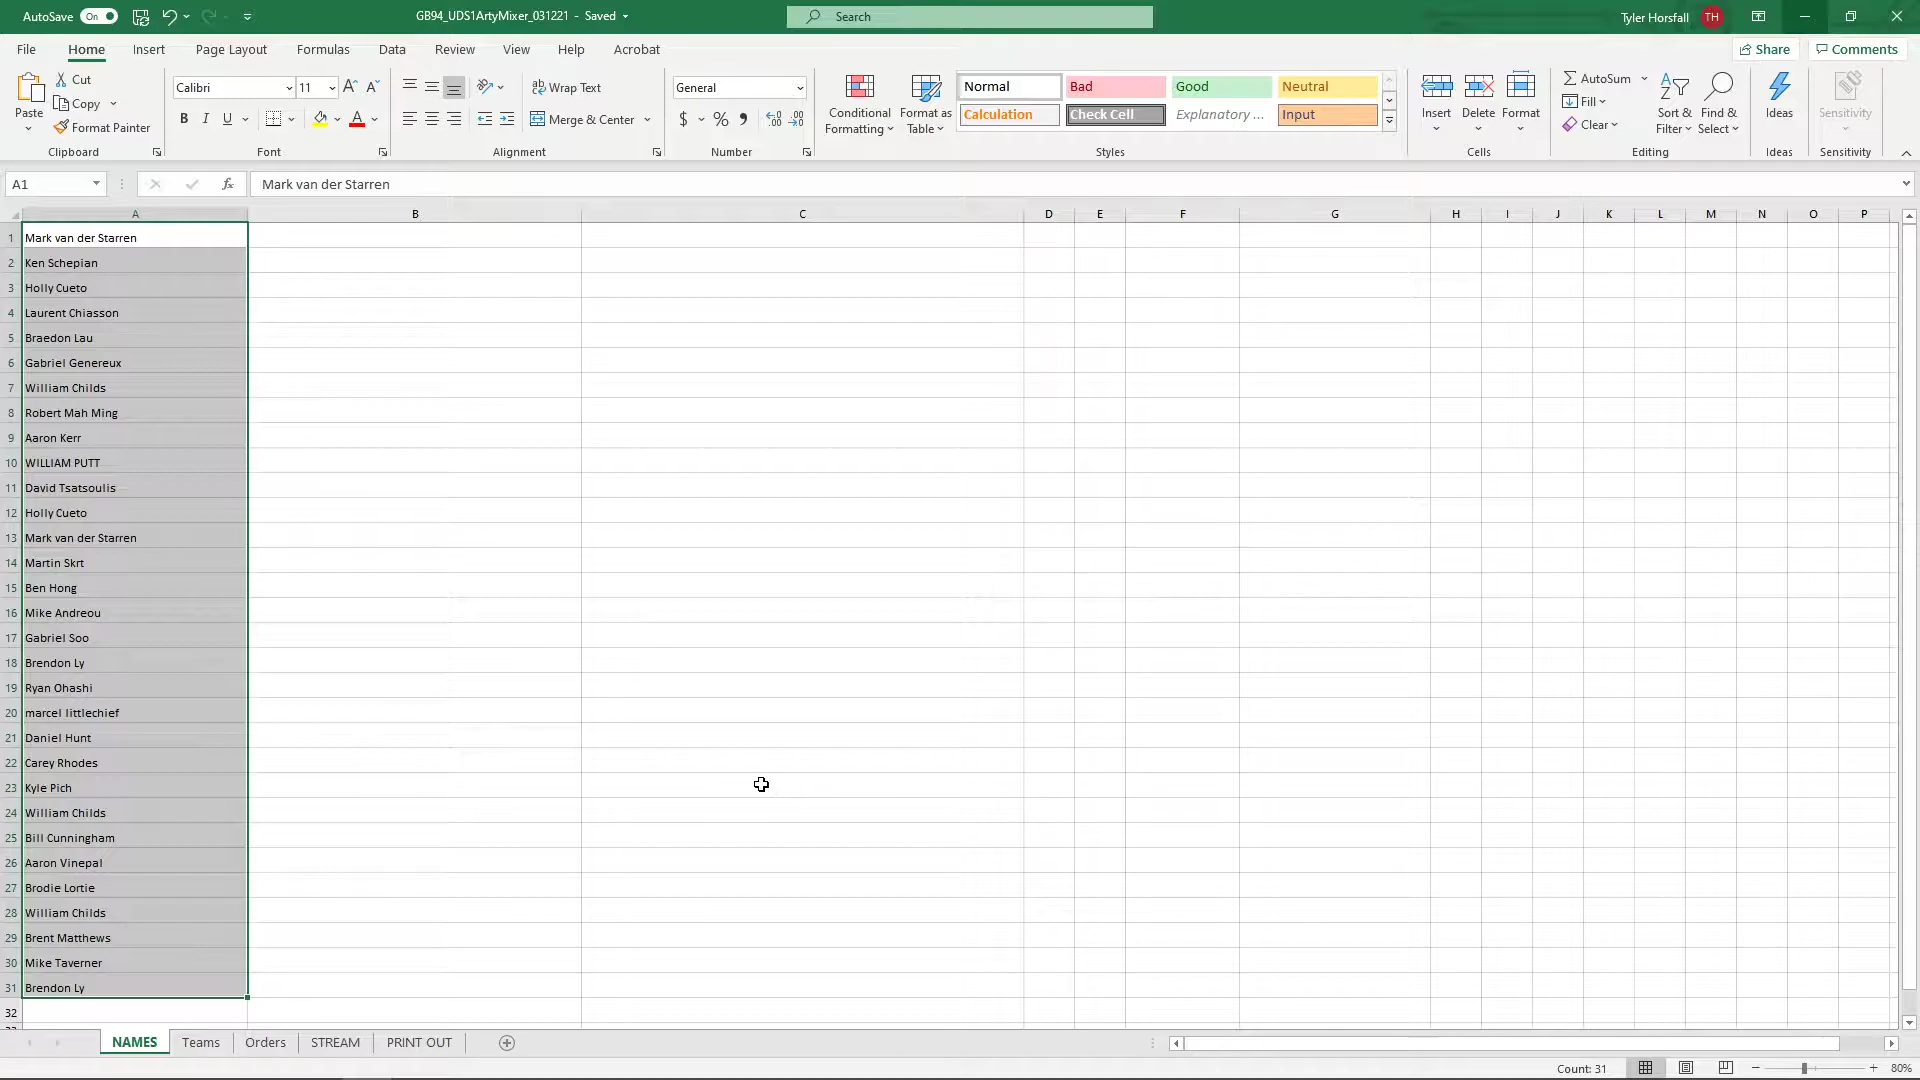 AutoSave On GB94_UDS1ArtyMixer_031221 - Saved Search Tyler Horsfall TH
File Home Insert Page Layout Formulas Data Review View Help Acrobat Share Comments
Paste Cut Copy Format Painter Clipboard
Calibri 11 B I U A Font
Wrap Text Merge & Center Alignment
General $ % Number
Conditional Formatting Format as Table
Normal Bad Good Neutral
Calculation Check Cell Explanatory ... Input
Styles
Insert Delete Format Cells
AutoSum Fill Clear Sort & Filter Find & Select Editing
Ideas Ideas
Sensitivity Sensitivity
A1 fx Mark van der Starren
A B C D E F G H I J K L M N O P
1 Mark van der Starren
2 Ken Schepian
3 Holly Cueto
4 Laurent Chiasson
5 Braedon Lau
6 Gabriel Genereux
7 William Childs
8 Robert Mah Ming
9 Aaron Kerr
10 WILLIAM PUTT
11 David Tsatsoulis
12 Holly Cueto
13 Mark van der Starren
14 Martin Skrt
15 Ben Hong
16 Mike Andreou
17 Gabriel Soo
18 Brendon Ly
19 Ryan Ohashi
20 marcel littlechief
21 Daniel Hunt
22 Carey Rhodes
23 Kyle Pich
24 William Childs
25 Bill Cunningham
26 Aaron Vinepal
27 Brodie Lortie
28 William Childs
29 Brent Matthews
30 Mike Taverner
31 Brendon Ly
32
NAMES Teams Orders STREAM PRINT OUT
Count: 31 80%